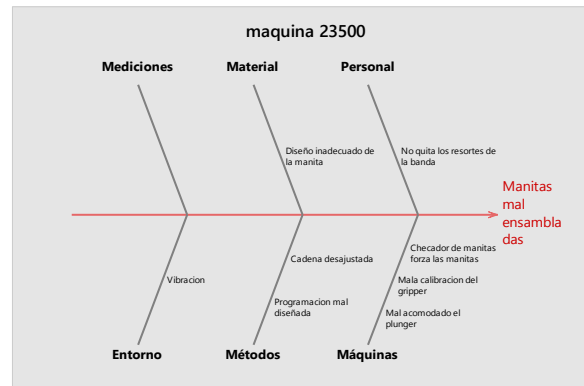 maquina 23500
Mediciones
Material
Personal
Diseño inadecuado de
la manita
No quita los resortes de
la banda
Manitas
mal
ensambla
das
Checador de manitas
forza las manitas
Cadena desajustada
Vibracion
Mala calibracion del
gripper
Programacion mal
diseñada
Mal acomodado el
plunger
Entorno
Métodos
Máquinas